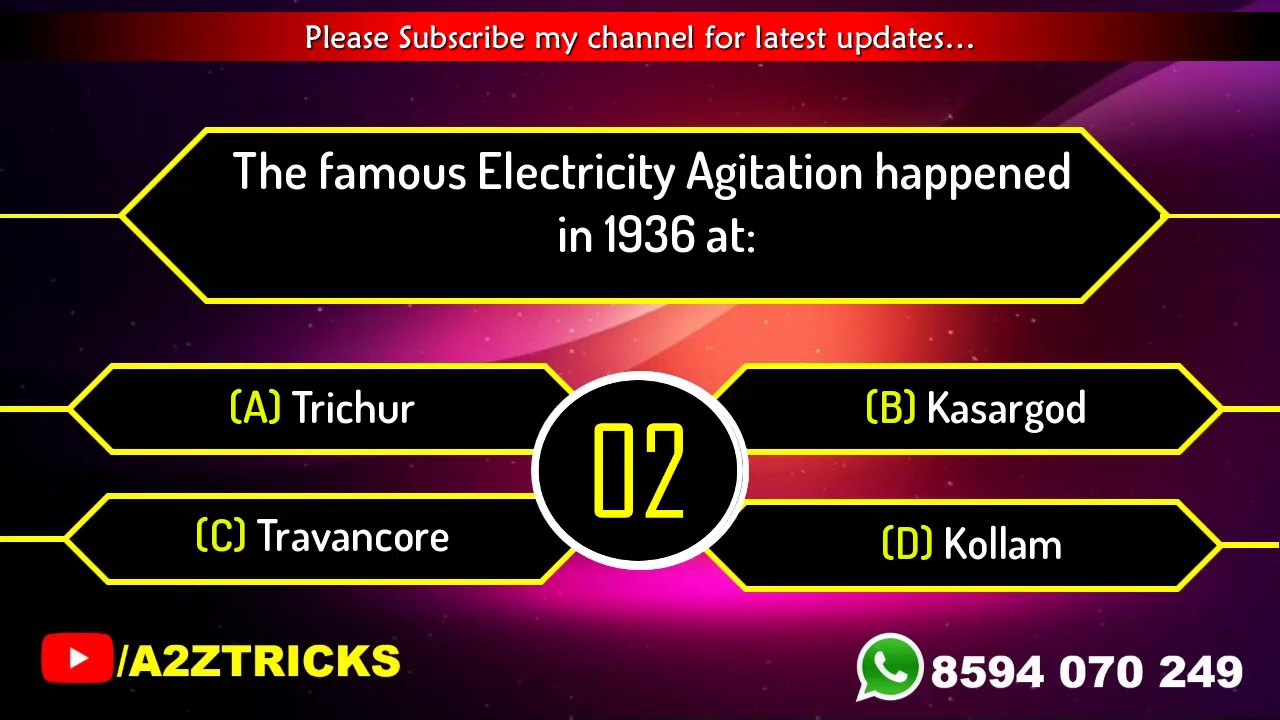 Please Subscribe my channel for latest updates...
The famous Electricity Agitation happened
in 1936 at:
(A) Trichur
(B) Kasargod
02
(C) Travancore
(D) Kollam
/A2ZTRICKS
8594 070 249